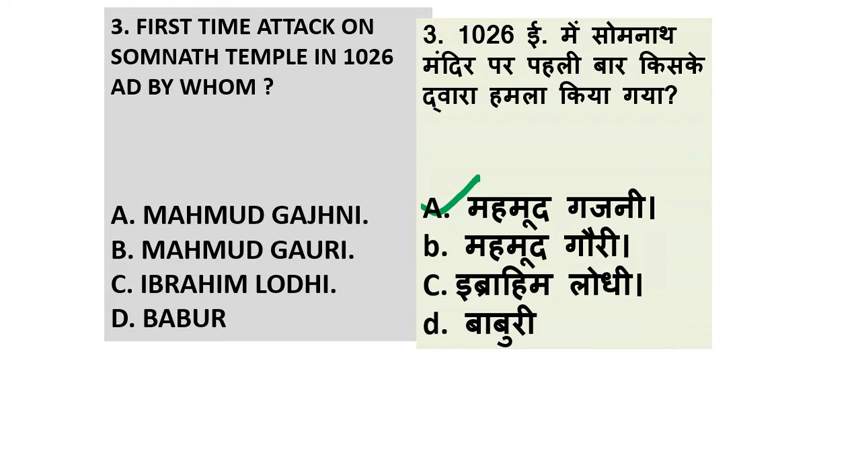 3. FIRST TIME ATTACK ON
SOMNATH TEMPLE IN 1026
AD BY WHOM ?
A. MAHMUD GAJHNI.
B. MAHMUD GAURI.
C. IBRAHIM LODHI.
D. BABUR
3. 1026 ई. में सोमनाथ
मंदिर पर पहली बार किसके
द्वारा हमला किया गया?
A. महमूद गजनी।
b. महमूद गौरी।
C. इब्राहिम लोधी।
d. बाबुरी